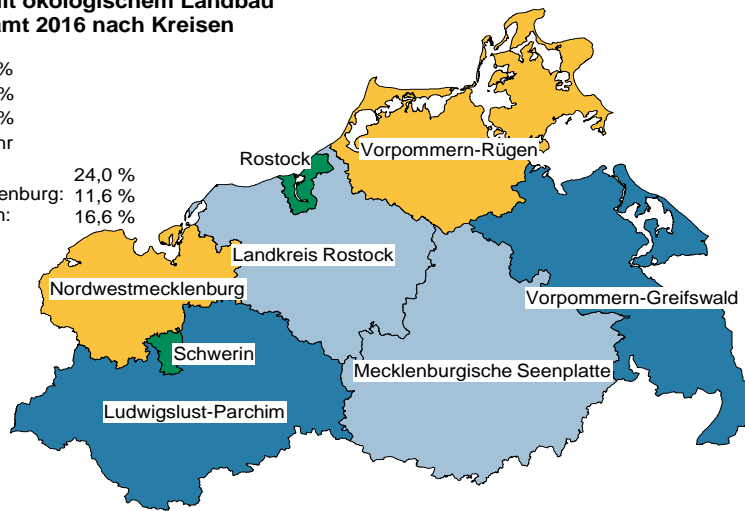 ökologischem Landbau
amt 2016 nach Kreisen
%
%
%
hr
24,0 %
enburg: 11,6 %
n: 16,6 %
Rostock
Vorpommern-Rügen
Landkreis Rostock
Nordwestmecklenburg
Vorpommern-Greifswald
Schwerin
Mecklenburgische Seenplatte
Ludwigslust-Parchim